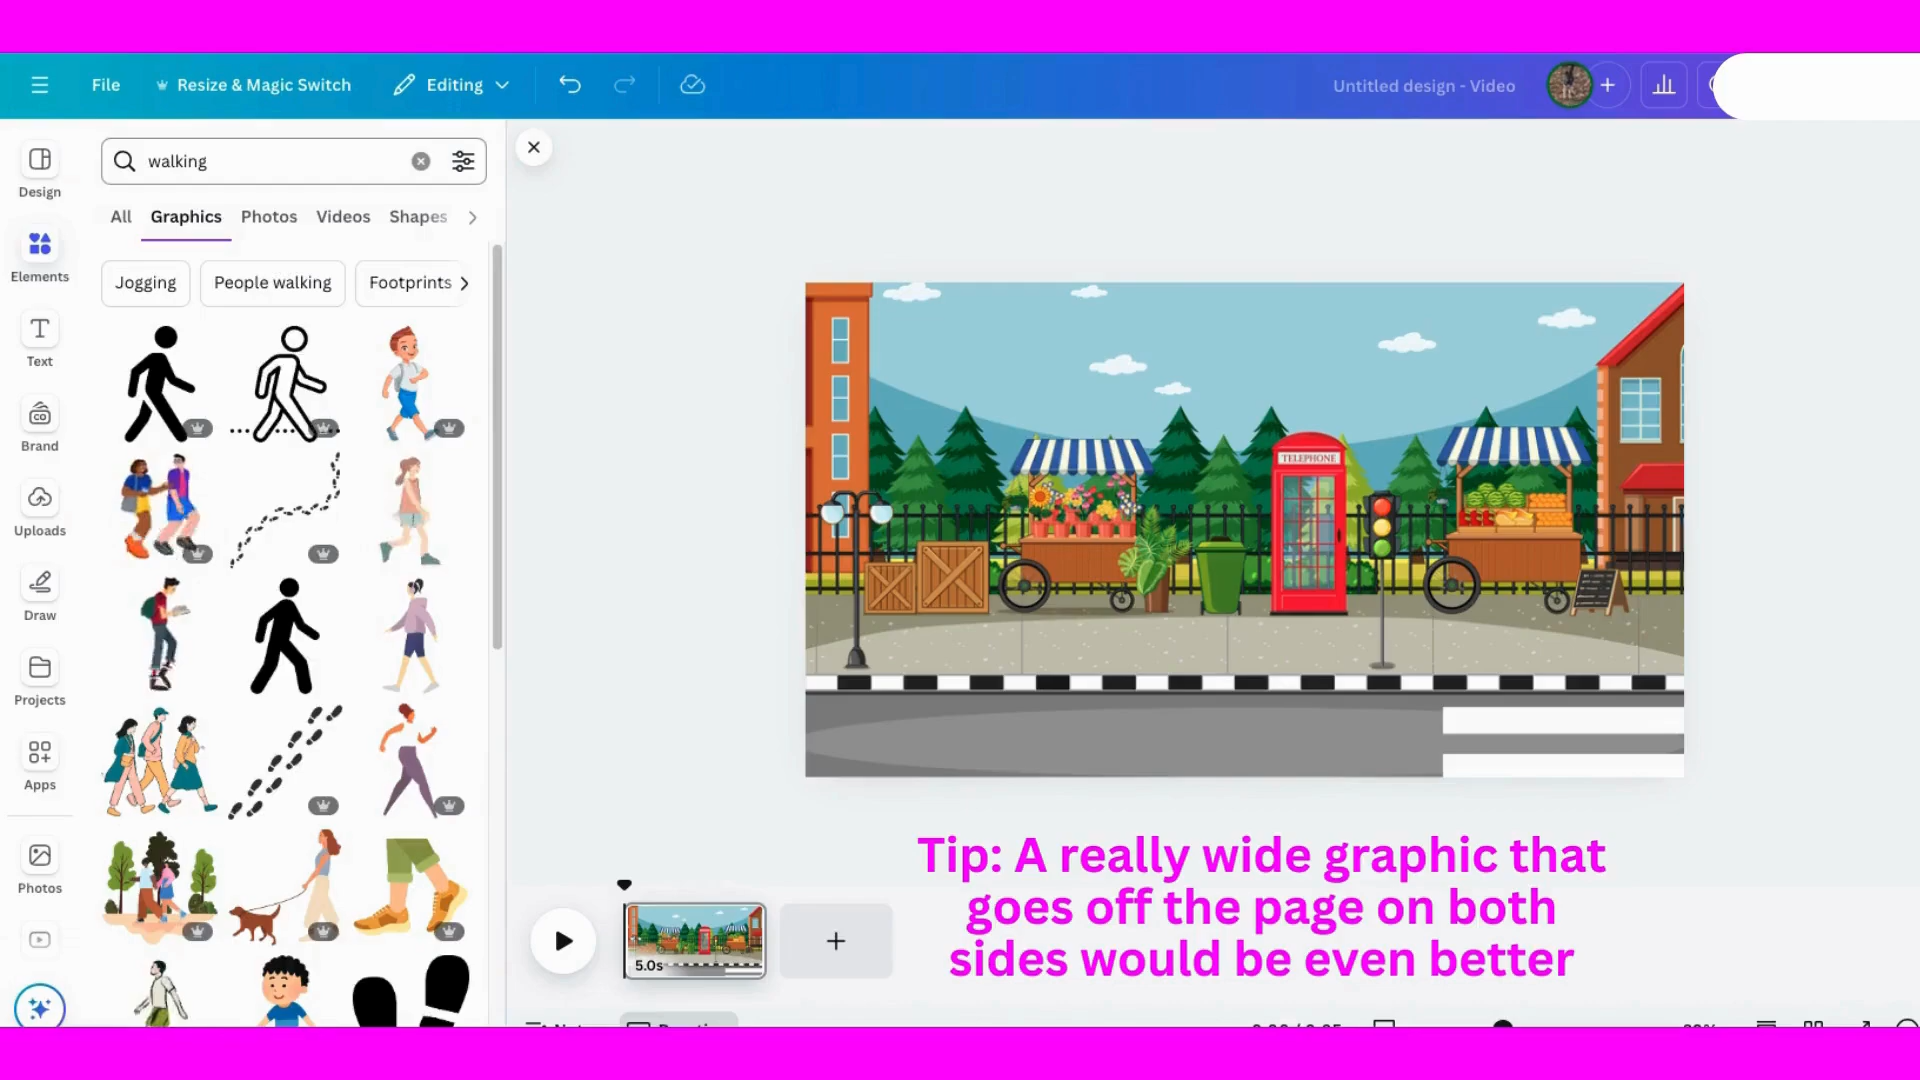 File
Resize & Magic Switch
Editing
Untitled design - Video
Design
Elements
Text
Brand
Uploads
Draw
Projects
Apps
Photos
walking
All
Graphics
Photos
Videos
Shapes
Jogging
People walking
Footprints
TELEPHONE
5.0s
Tip: A really wide graphic that
goes off the page on both
sides would be even better